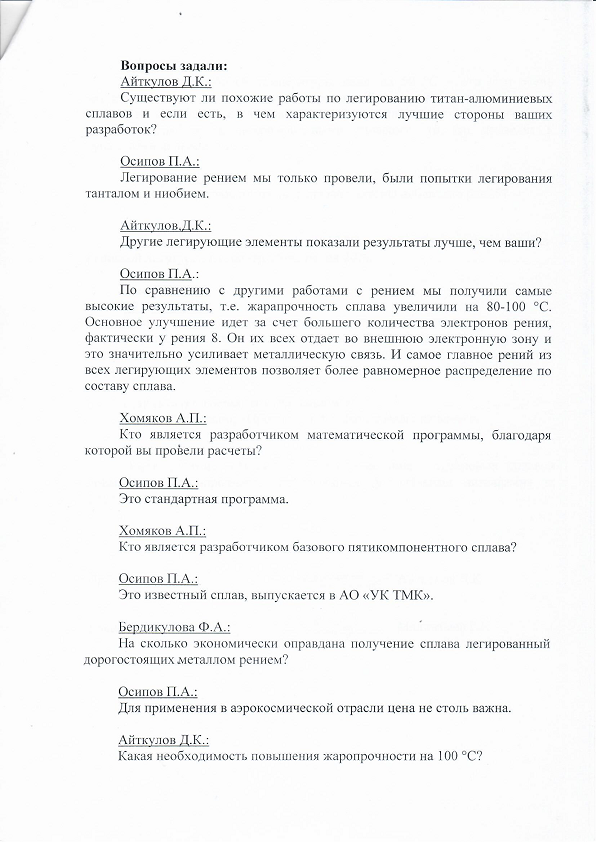 Вопросы задали:
Айткулов Д.К.:
Существуют ли похожие работы по легированию титан-алюминиевых
сплавов и если есть, в чем характеризуются лучшие стороны ваших
разработок?
Осипов П.А.:
Легирование рением мы только провели, были попытки легирования
танталом и ниобием.
Айткулов,Д.К.:
Другие легирующие элементы показали результаты лучше, чем ваши?
Осипов П.А.:
По сравнению с другими работами с рением мы получили самые
высокие результаты, т.е. жарапрочность сплава увеличили на 80-100 °С.
Основное улучшение идет за счет большего количества электронов рения,
фактически у рения 8. Он их всех отдает во внешнюю электронную зону и
это значительно усиливает металлическую связь. И самое главное рений из
всех легирующих элементов позволяет более равномерное распределение по
составу сплава.
Хомяков А.П.:
Кто является разработчиком математической программы, благодаря
которой вы провели расчеты?
Осипов П.А.:
Это стандартная программа.
Хомяков А.П.:
Кто является разработчиком базового пятикомпонентного сплава?
Осипов П.А.:
Это известный сплав, выпускается в АО «УК ТМК».
Бердикулова Ф.А.:
На сколько экономически оправдана получение сплава легированный
дорогостоящих металлом рением?
Осипов П.А.:
Для применения в аэрокосмической отрасли цена не столь важна.
Айткулов Д.К.:
Какая необходимость повышения жаропрочности на 100 °С?